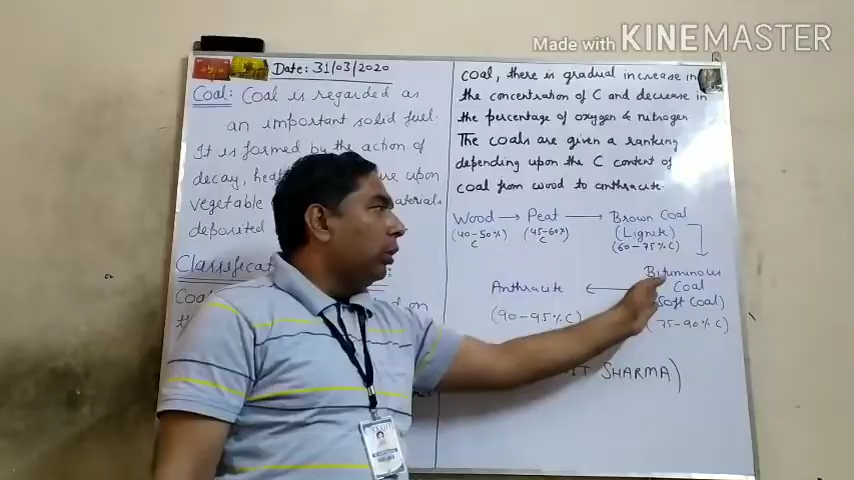 Made with KINEMASTER
Date: 31/03/2020
Coal: Coal is regarded as
an important solid fuel.
It is formed by the action of
decay, upon
vegetable
deposited
coal, there is gradual increase in
the concentration of C and decrease in
the percentage of oxygen & nitrogen
The coals are given a ranking
depending upon the C content of
coal from wood to anthracite.
Wood → Peat → Brown Coal
(40-50% C) (45-60% C) (Lignite)
(60-75% C)
Bituminous
Anthracite ← Coal
(Soft Coal)
(90-95% C) (75-90% C)
SHARMA)